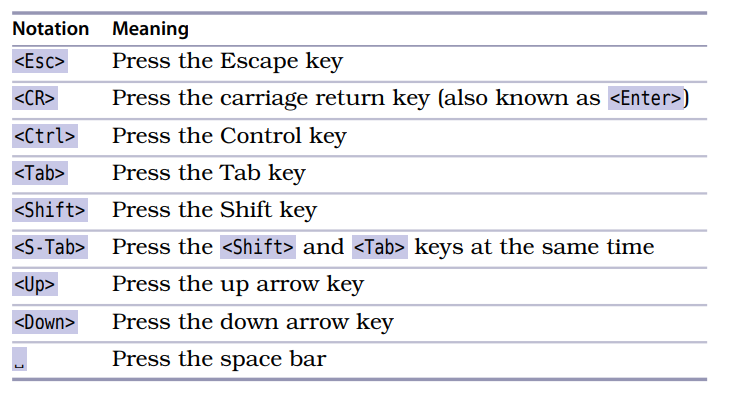 Notation Meaning
<Esc> Press the Escape key
<CR> Press the carriage return key (also known as <Enter>)
<Ctrl> Press the Control key
<Tab> Press the Tab key
<Shift> Press the Shift key
<S-Tab> Press the <Shift> and <Tab> keys at the same time
<Up> Press the up arrow key
<Down> Press the down arrow key
␣ Press the space bar